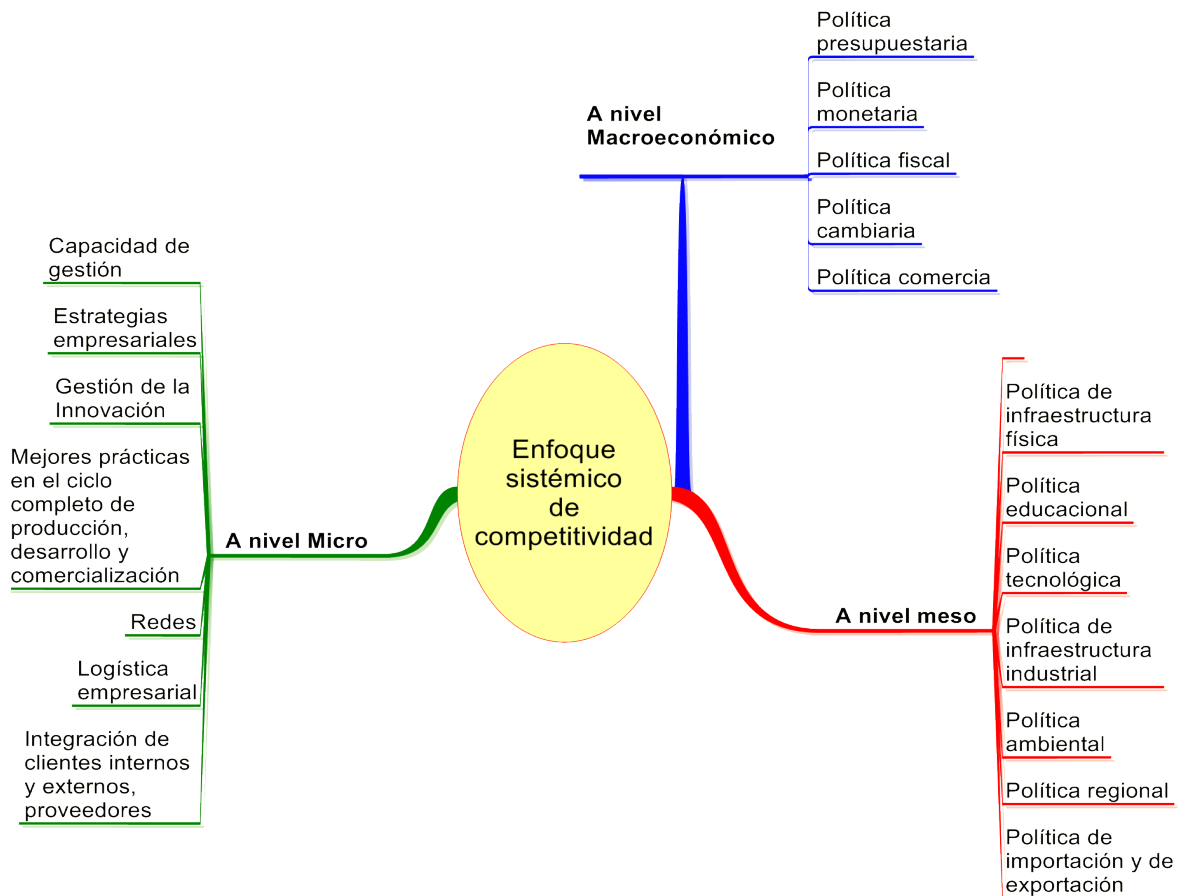 Enfoque
sistémico
de
competitividad
A nivel
Macroeconómico
Política
presupuestaria
Política
monetaria
Política fiscal
Política
cambiaria
Política comercia
A nivel meso
Política de
infraestructura
física
Política
educacional
Política
tecnológica
Política de
infraestructura
industrial
Política
ambiental
Política regional
Política de
importación y de
exportación
A nivel Micro
Capacidad de
gestión
Estrategias
empresariales
Gestión de la
Innovación
Mejores prácticas
en el ciclo
completo de
producción,
desarrollo y
comercialización
Redes
Logística
empresarial
Integración de
clientes internos
y externos,
proveedores